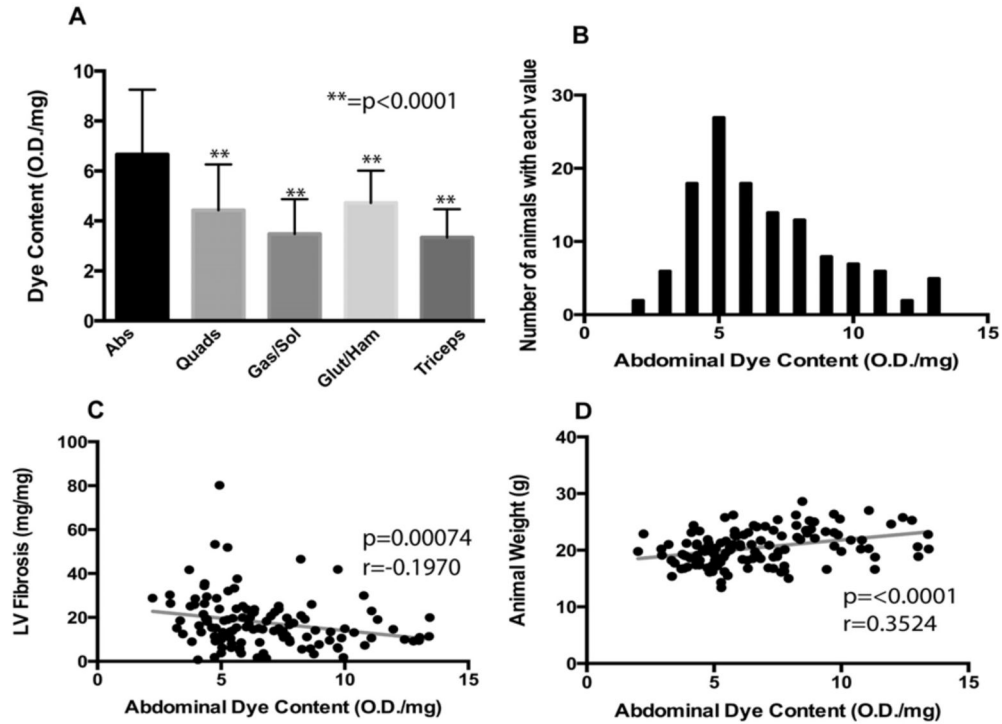 A
Dye Content (O.D./mg)
10
8
6
4
2
0
**=p<0.0001
**
**
**
**
Abs
Quads
Gas/Sol
Glut/Ham
Triceps
B
Number of animals with each value
30
20
10
0
0
5
10
15
Abdominal Dye Content (O.D./mg)
C
LV Fibrosis (mg/mg)
100
80
60
40
20
0
p=0.00074
r=-0.1970
0
5
10
15
Abdominal Dye Content (O.D./mg)
D
Animal Weight (g)
40
30
20
10
0
p=<0.0001
r=0.3524
0
5
10
15
Abdominal Dye Content (O.D./mg)